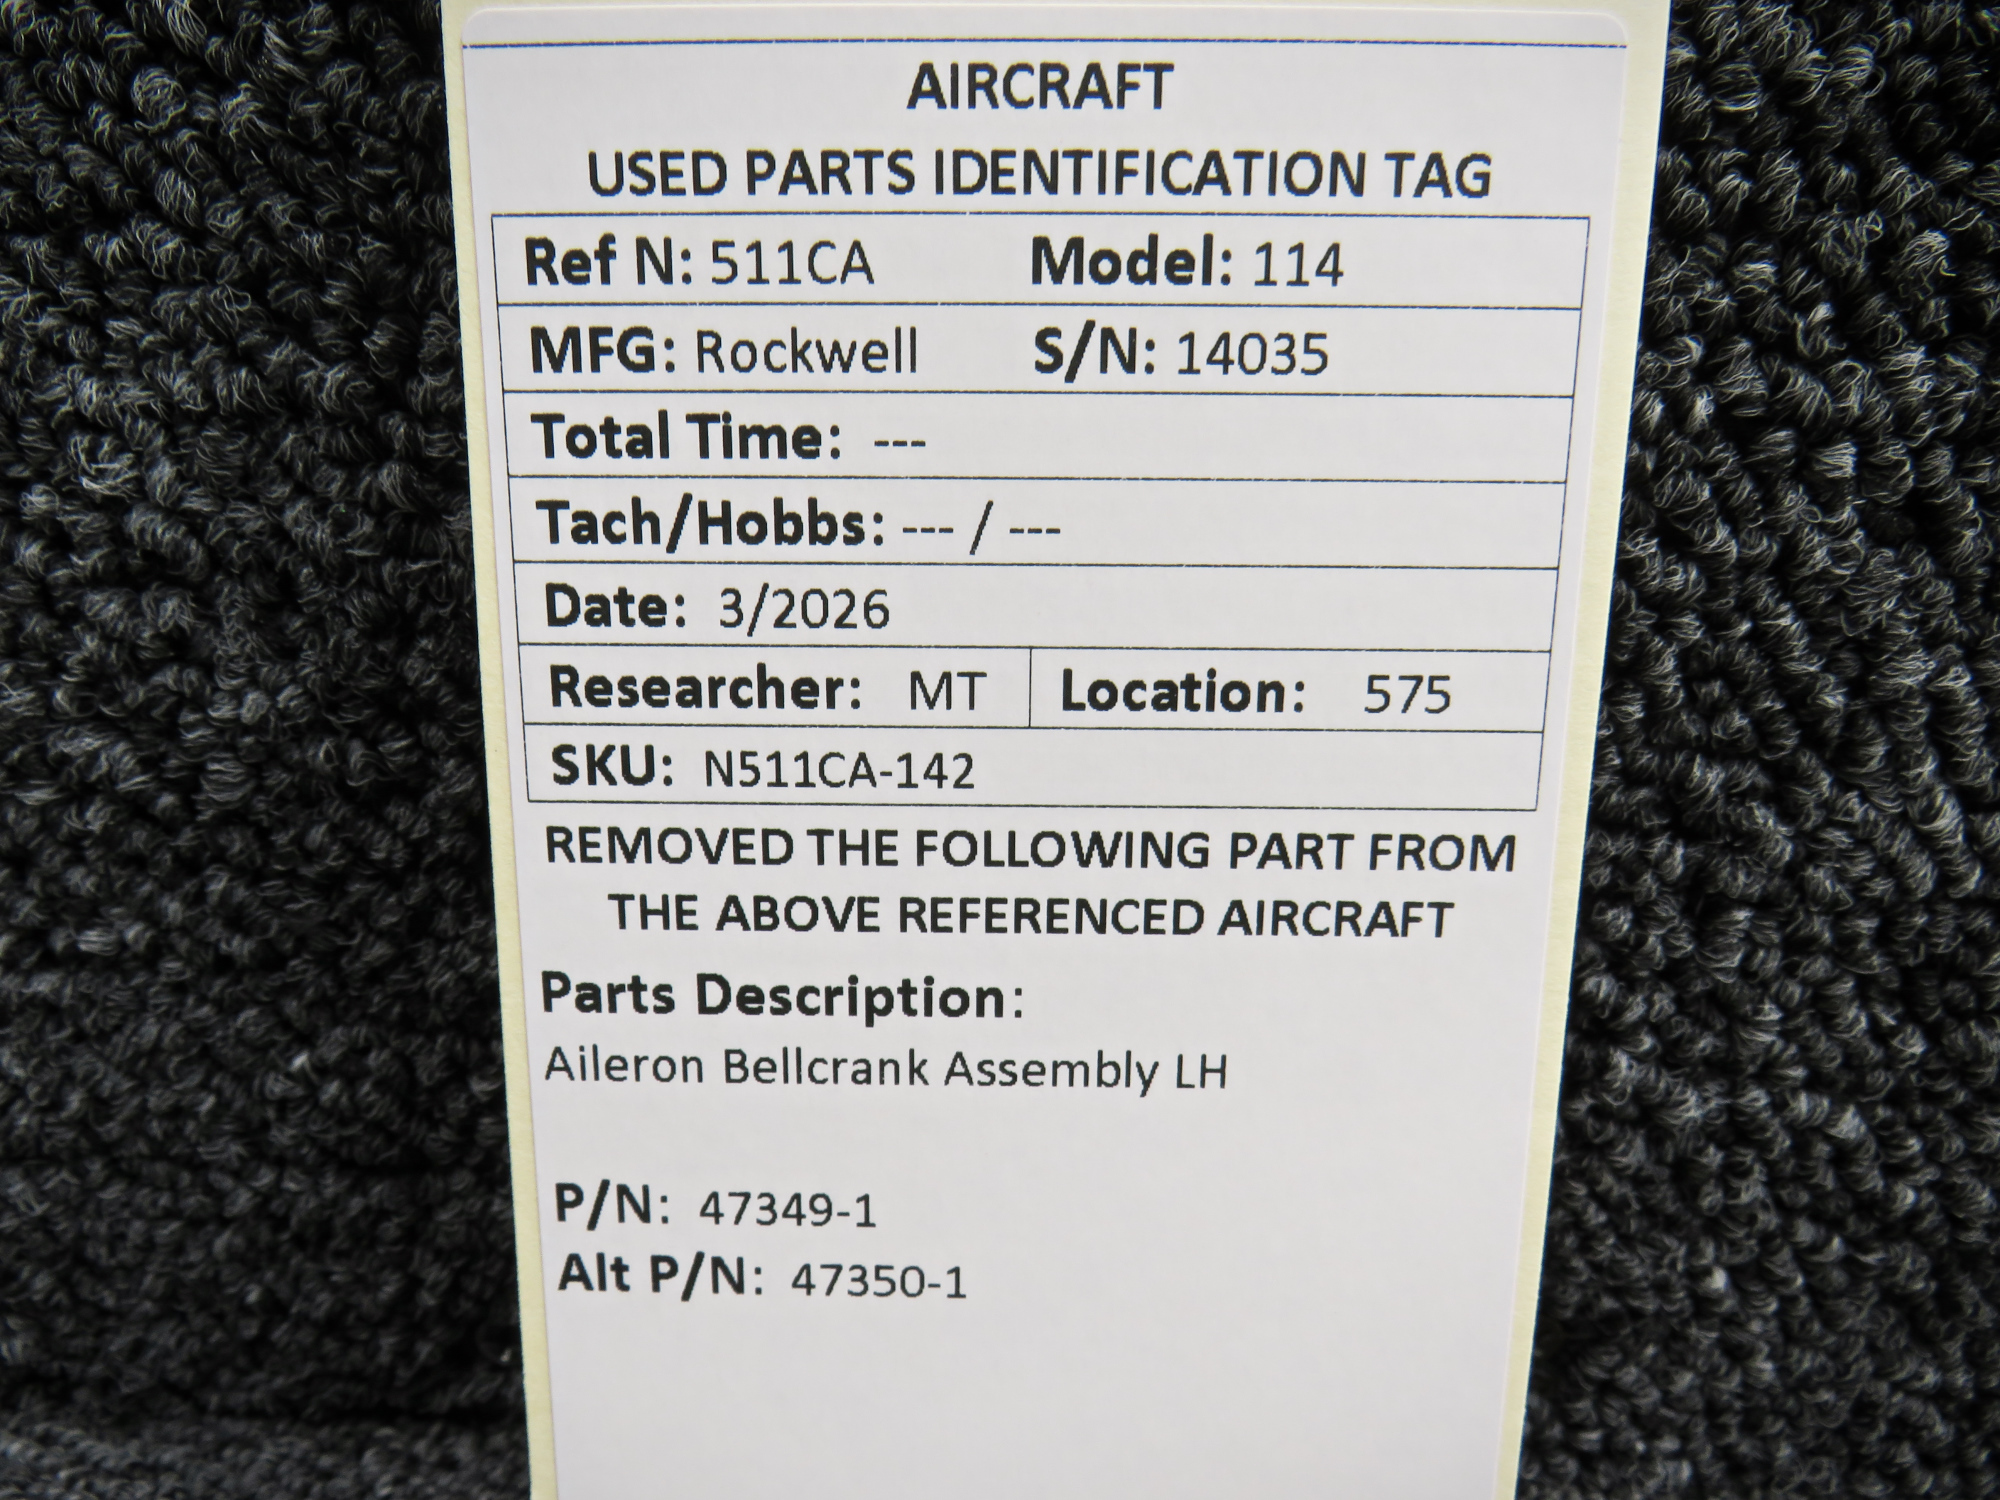 AIRCRAFT
USED PARTS IDENTIFICATION TAG
Ref N: 511CA Model: 114
MFG: Rockwell S/N: 14035
Total Time: ---
Tach/Hobbs: --- / ---
Date: 3/2026
Researcher: MT Location: 575
SKU: N511CA-142
REMOVED THE FOLLOWING PART FROM
THE ABOVE REFERENCED AIRCRAFT
Parts Description:
Aileron Bellcrank Assembly LH
P/N: 47349-1
Alt P/N: 47350-1